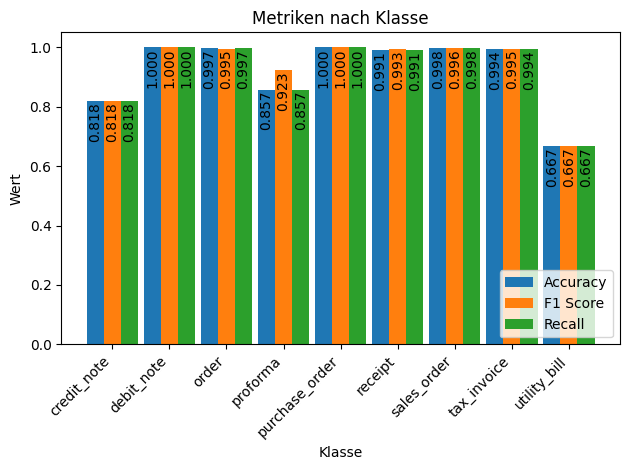 Metriken nach Klasse
Wert
1.0
0.8
0.6
0.4
0.2
0.0
0.818 0.818 0.818
1.000 1.000 1.000
0.997 0.995 0.997
0.857 0.923 0.857
1.000 1.000 1.000
0.991 0.993 0.991
0.998 0.996 0.998
0.994 0.995 0.994
0.667 0.667 0.667
Accuracy
F1 Score
Recall
credit_note
debit_note
order
proforma
purchase_order
receipt
sales_order
tax_invoice
utility_bill
Klasse